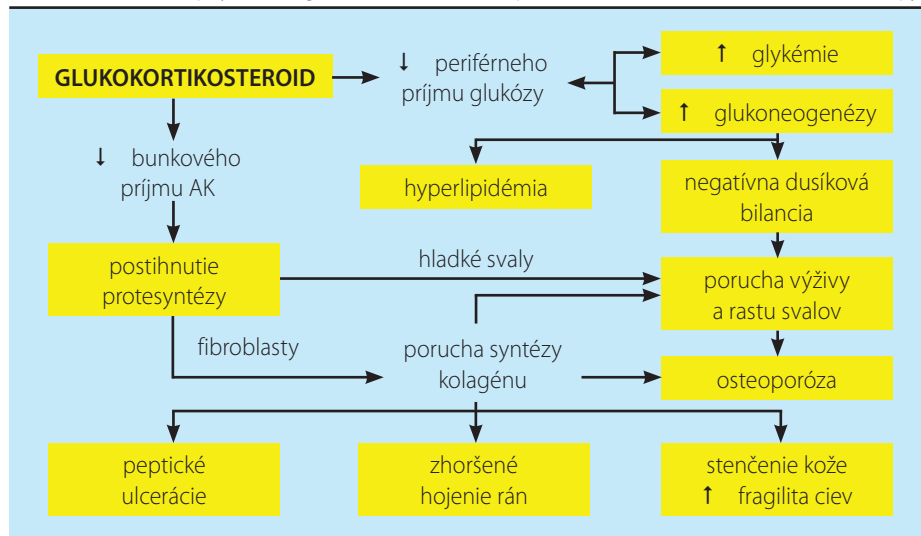 GLUKOKORTIKOSTEROID
↓ periférneho
príjmu glukózy
↑ glykémie
↑ glukoneogenézy
↓ bunkového
príjmu AK
hyperlipidémia
negatívna dusíková
bilancia
postihnutie
protesyntézy
hladké svaly
porucha výživy
a rastu svalov
fibroblasty
porucha syntézy
kolagénu
osteoporóza
peptické
ulcerácie
zhoršené
hojenie rán
stenčenie kože
↑ fragilita ciev